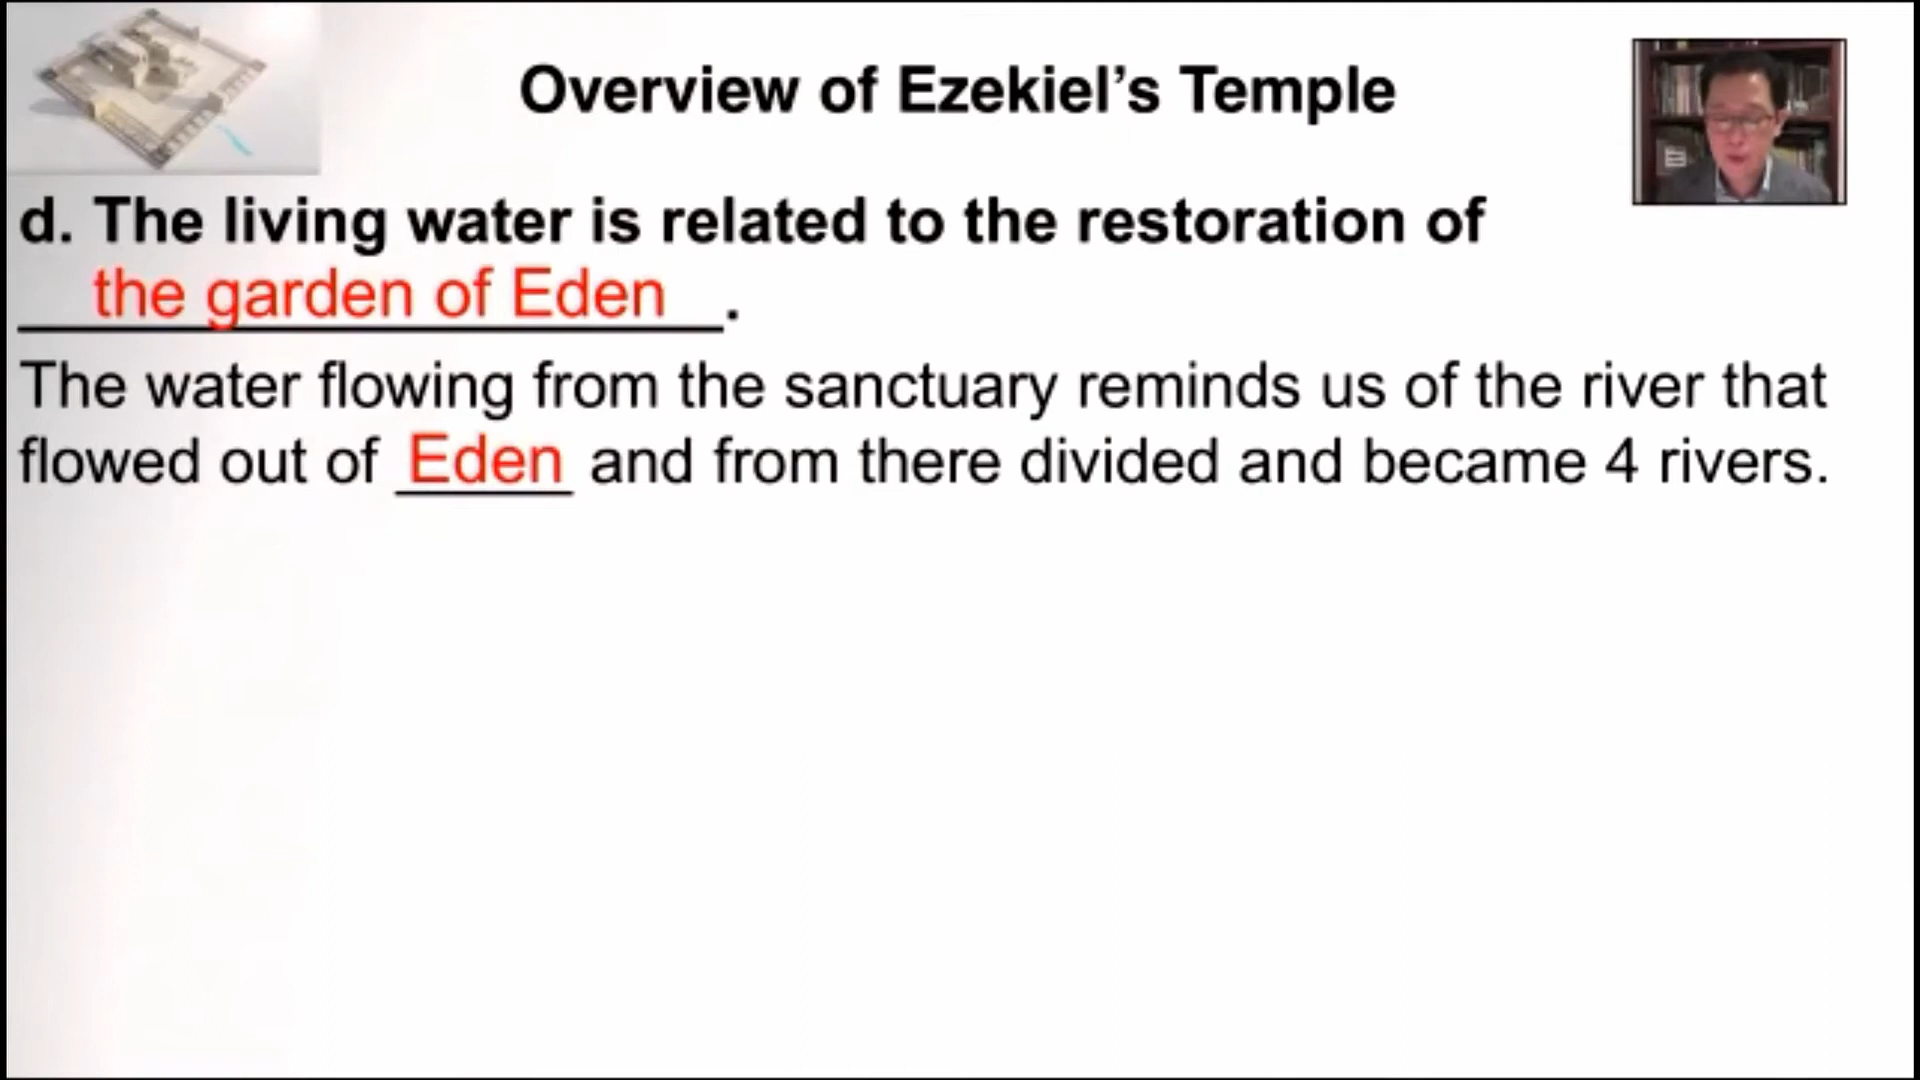 Overview of Ezekiel's Temple
d. The living water is related to the restoration of
the garden of Eden.
The water flowing from the sanctuary reminds us of the river that
flowed out of Eden and from there divided and became 4 rivers.